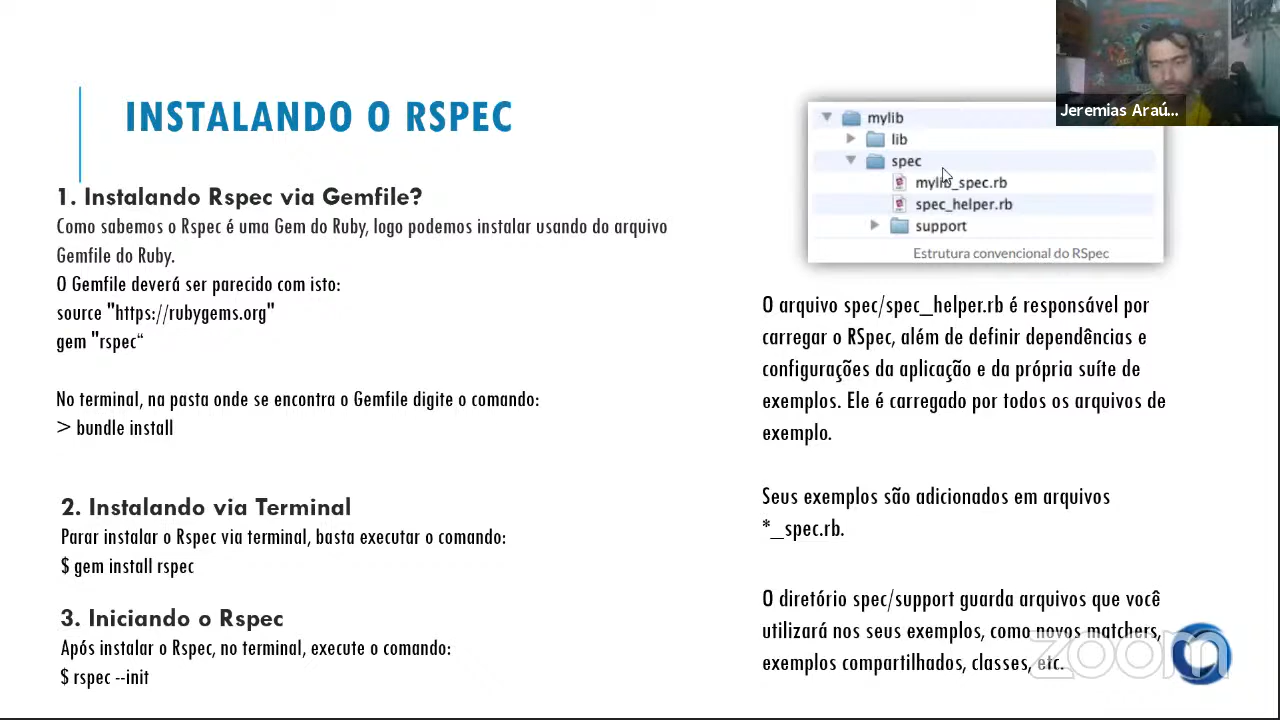 INSTALANDO O RSPEC
1. Instalando Rspec via Gemfile?
Como sabemos o Rspec é uma Gem do Ruby, logo podemos instalar usando do arquivo
Gemfile do Ruby.
O Gemfile deverá ser parecido com isto:
source "https://rubygems.org"
gem "rspec“
No terminal, na pasta onde se encontra o Gemfile digite o comando:
> bundle install
2. Instalando via Terminal
Parar instalar o Rspec via terminal, basta executar o comando:
$ gem install rspec
3. Iniciando o Rspec
Após instalar o Rspec, no terminal, execute o comando:
$ rspec --init
Jeremias Araú...
mylib
lib
spec
mylib_spec.rb
spec_helper.rb
support
Estrutura convencional do RSpec
O arquivo spec/spec_helper.rb é responsável por
carregar o RSpec, além de definir dependências e
configurações da aplicação e da própria suíte de
exemplos. Ele é carregado por todos os arquivos de
exemplo.
Seus exemplos são adicionados em arquivos
*_spec.rb.
O diretório spec/support guarda arquivos que você
utilizará nos seus exemplos, como novos matchers,
exemplos compartilhados, classes, etc.
zoom